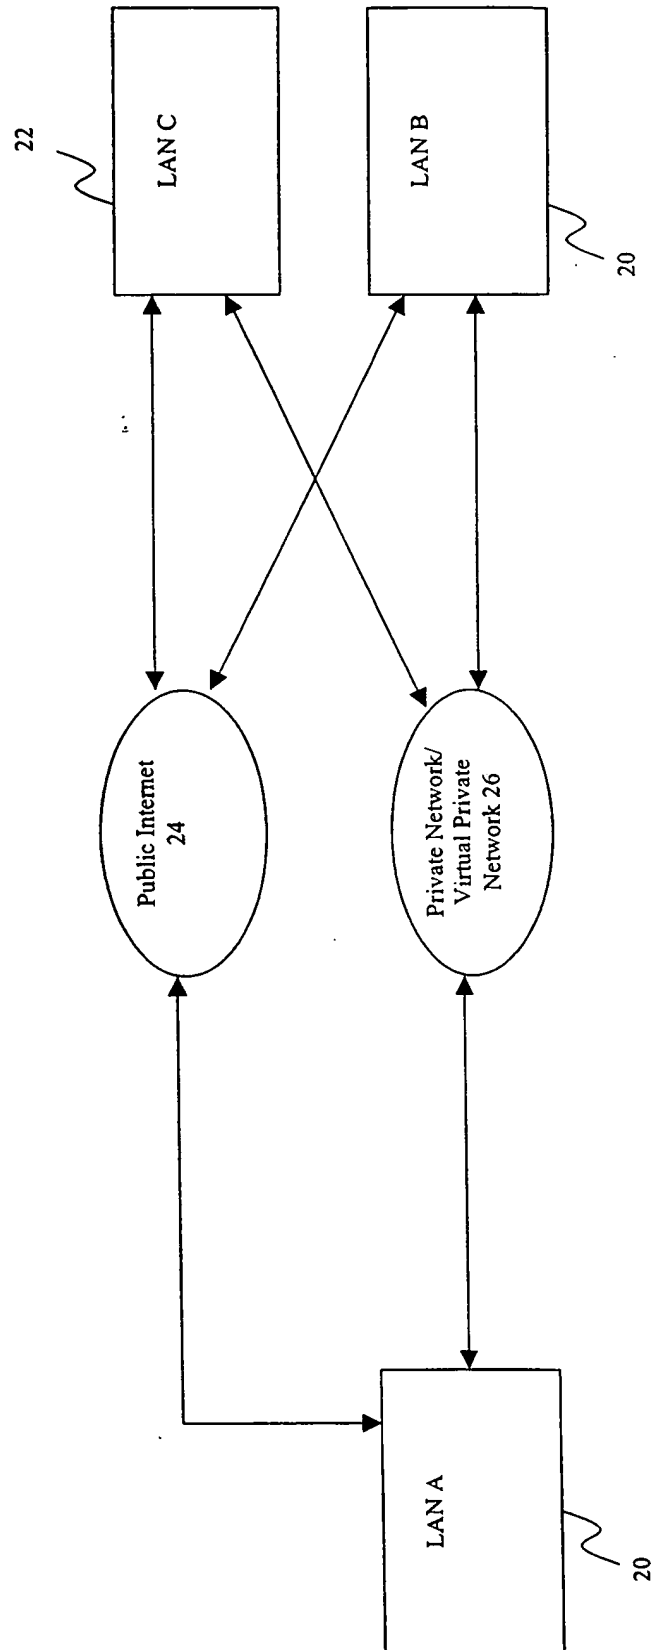 22
Public Internet
24
LAN C
LAN A
Private Network/
Virtual Private
Network 26
LAN B
20
20